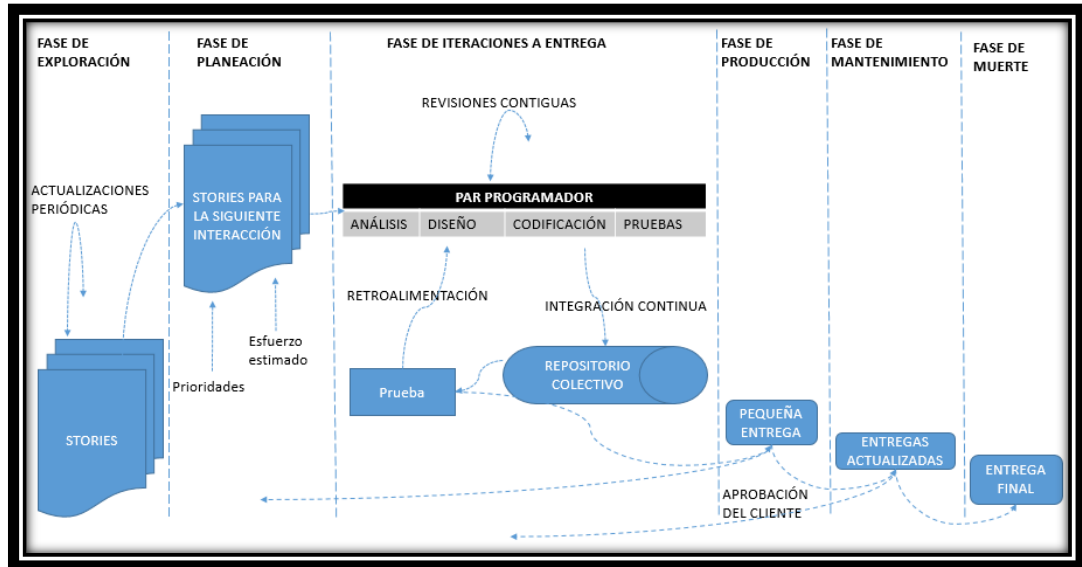 FASE DE
EXPLORACIÓN
FASE DE
PLANEACIÓN
FASE DE ITERACIONES A ENTREGA
FASE DE
PRODUCCIÓN
FASE DE
MANTENIMIENTO
FASE DE
MUERTE
REVISIONES CONTIGUAS
ACTUALIZACIONES
PERIÓDICAS
STORIES PARA
LA SIGUIENTE
INTERACCIÓN
PAR PROGRAMADOR
ANÁLISIS DISEÑO CODIFICACIÓN PRUEBAS
RETROALIMENTACIÓN
INTEGRACIÓN CONTINUA
Esfuerzo
estimado
Prioridades
REPOSITORIO
COLECTIVO
Prueba
STORIES
PEQUEÑA
ENTREGA
ENTREGAS
ACTUALIZADAS
ENTREGA
FINAL
APROBACIÓN
DEL CLIENTE